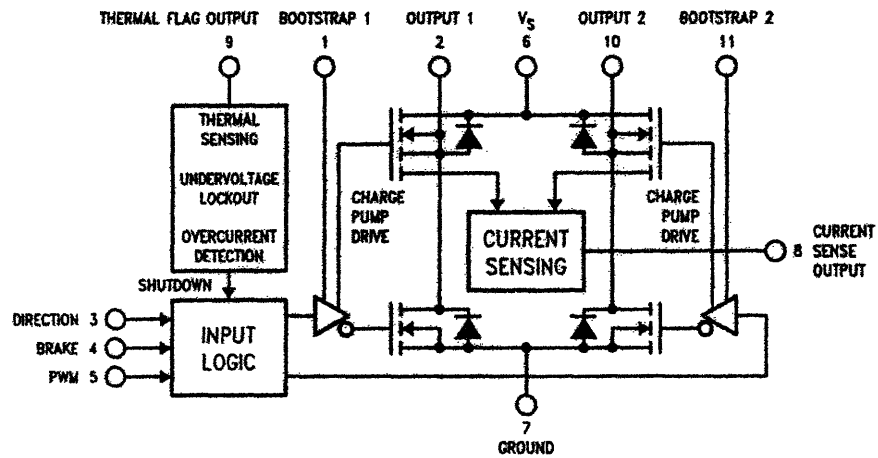 THERMAL FLAG OUTPUT
9
BOOTSTRAP 1
1
OUTPUT 1
2
VS
6
OUTPUT 2
10
BOOTSTRAP 2
11
THERMAL
SENSING
UNDERVOLTAGE
LOCKOUT
OVERCURRENT
DETECTION
CHARGE
PUMP
DRIVE
CURRENT
SENSING
CHARGE
PUMP
DRIVE
8
CURRENT
SENSE
OUTPUT
SHUTDOWN
DIRECTION 3
BRAKE 4
PWM 5
INPUT
LOGIC
7
GROUND